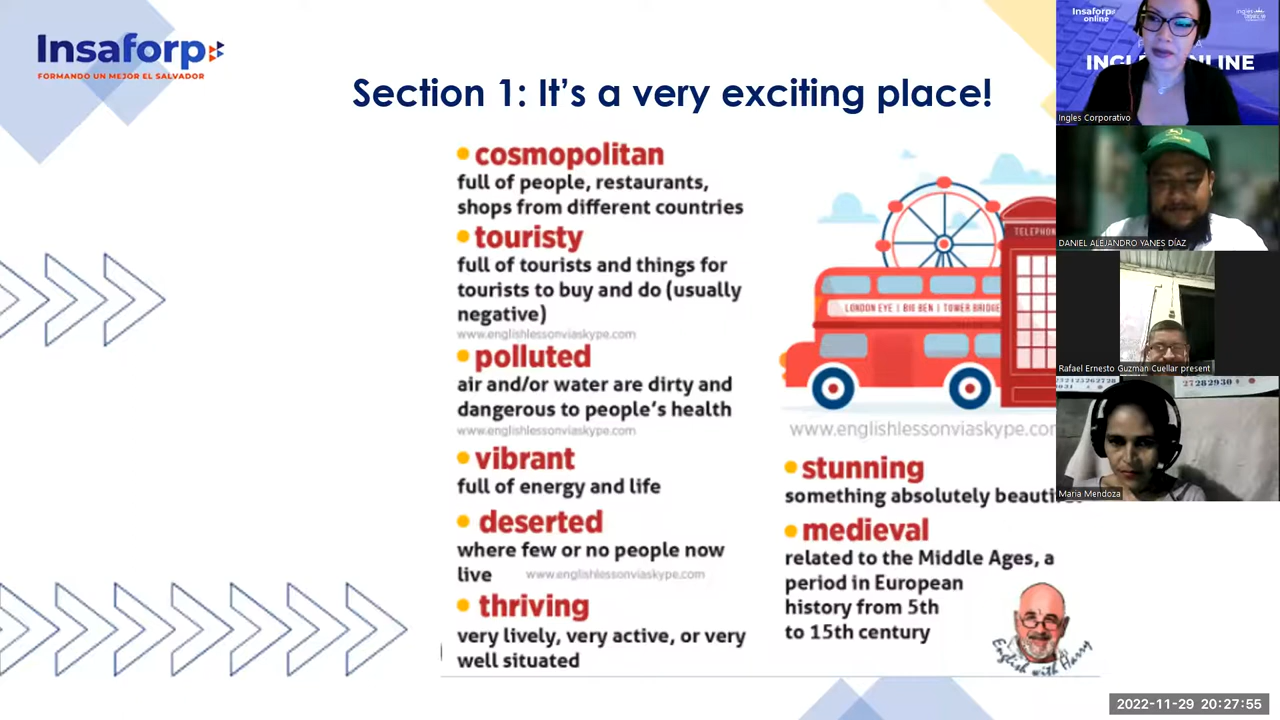 Insaforp
FORMANDO UN MEJOR EL SALVADOR
Section 1: It's a very exciting place!
cosmopolitan
full of people, restaurants,
shops from different countries
touristy
full of tourists and things for
tourists to buy and do (usually
negative)
www.englishlessonviaskype.com
polluted
air and/or water are dirty and
dangerous to people's health
www.englishlessonviaskype.com
vibrant
full of energy and life
deserted
where few or no people now
live
www.englishlessonviaskype.com
thriving
very lively, very active, or very
well situated
TELEPHON
LONDON EYE | BIG BEN | TOWER BRIDGE
www.englishlessonviaskype.com
stunning
something absolutely beauti
medieval
related to the Middle Ages, a
period in European
history from 5th
to 15th century
English with Harry
Insaforp
online
INGL ONLINE
Ingles Corporativo
DANIEL ALEJANDRO YANES DÍAZ
Rafael Ernesto Guzman Cuellar present
27282930
Maria Mendoza
2022-11-29 20:27:55